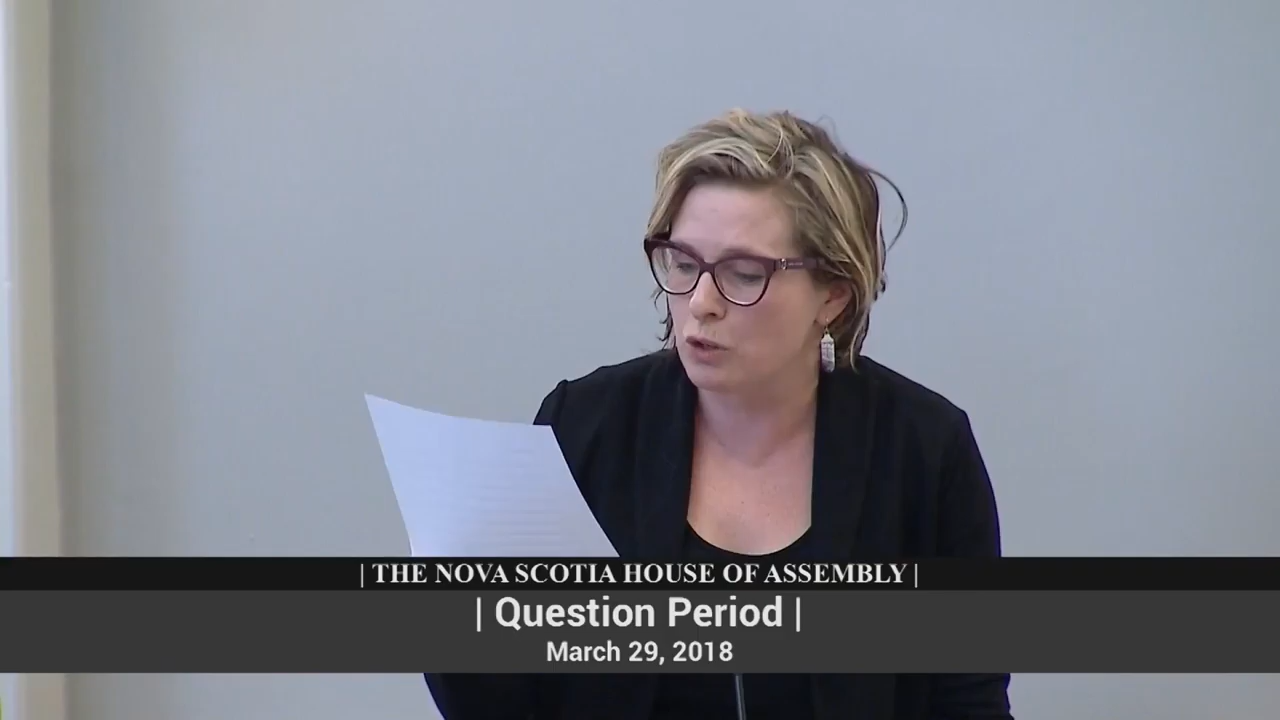 | THE NOVA SCOTIA HOUSE OF ASSEMBLY |
| Question Period |
March 29, 2018